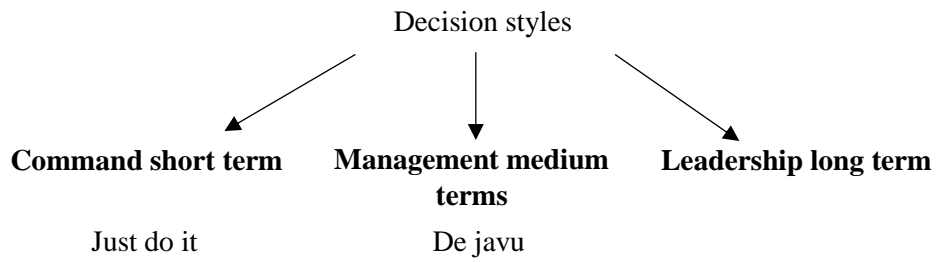 Decision styles
Command short term
Management medium
terms
Leadership long term
Just do it
De javu